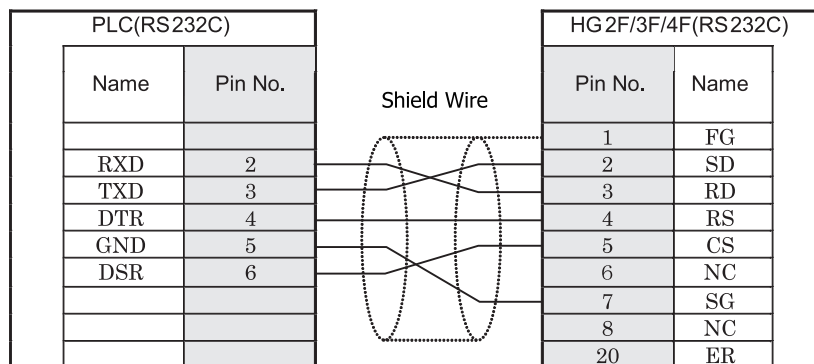 PLC(RS232C) HG2F/3F/4F(RS232C)
Name Pin No. Shield Wire Pin No. Name
1 FG
RXD 2 2 SD
TXD 3 3 RD
DTR 4 4 RS
GND 5 5 CS
DSR 6 6 NC
7 SG
8 NC
20 ER